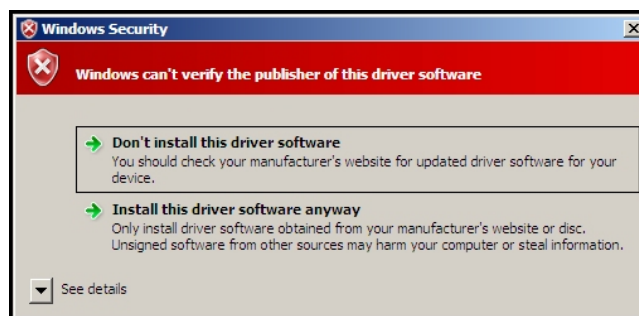 Windows Security
Windows can't verify the publisher of this driver software
Don't install this driver software
You should check your manufacturer's website for updated driver software for your
device.
Install this driver software anyway
Only install driver software obtained from your manufacturer's website or disc.
Unsigned software from other sources may harm your computer or steal information.
See details